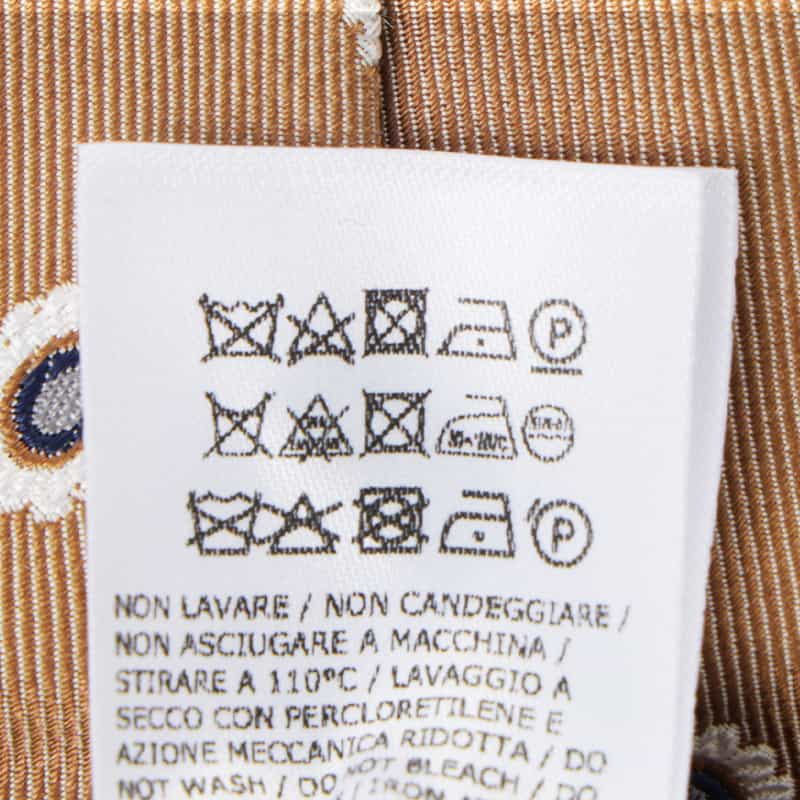 P
P
NON LAVARE / NON CANDEGGIARE /
NON ASCIUGARE A MACCHINA /
STIRARE A 110°C / LAVAGGIO A
SECCO CON PERCLORETILENE E
AZIONE MECCANICA RIDOTTA / DO
NOT WASH / DO NOT BLEACH / DO
IRON